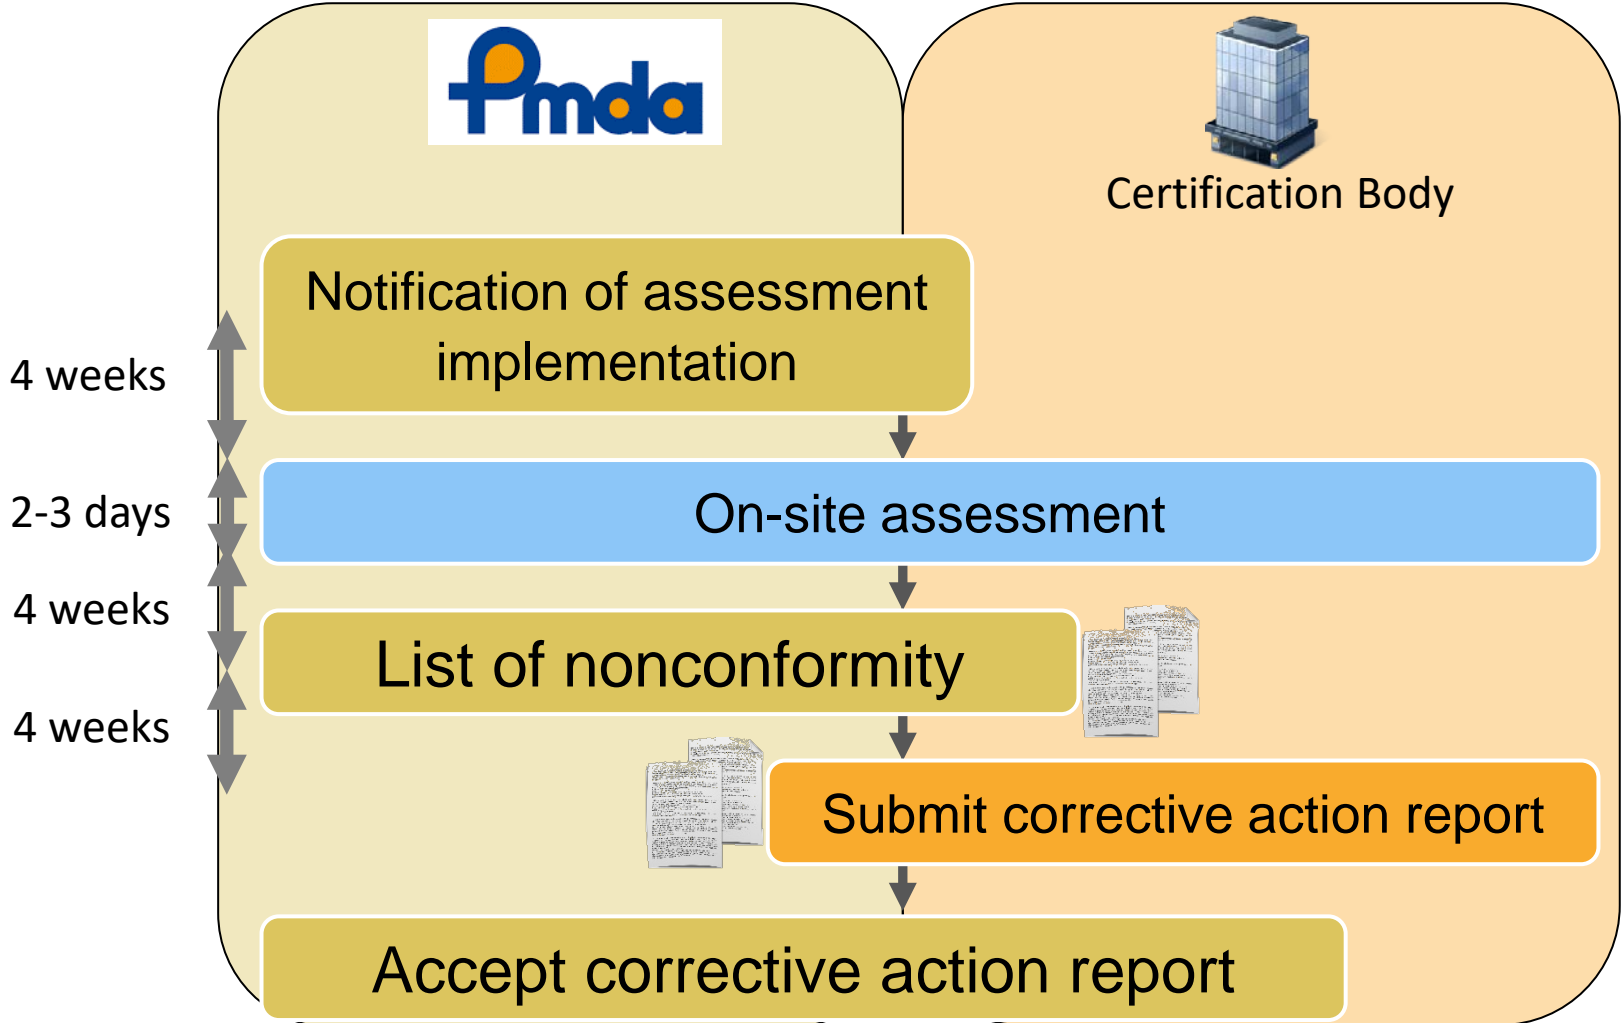 Pmda
Certification Body
Notification of assessment
implementation
4 weeks
2-3 days
On-site assessment
4 weeks
List of nonconformity
4 weeks
Submit corrective action report
Accept corrective action report